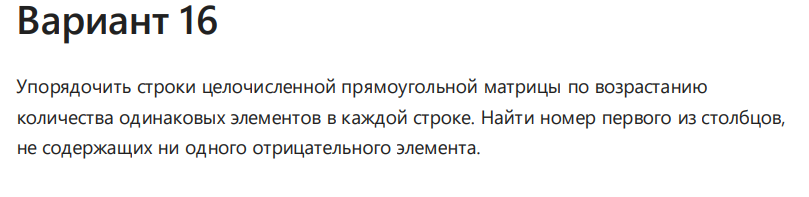 Вариант 16
Упорядочить строки целочисленной прямоугольной матрицы по возрастанию
количества одинаковых элементов в каждой строке. Найти номер первого из столбцов,
не содержащих ни одного отрицательного элемента.